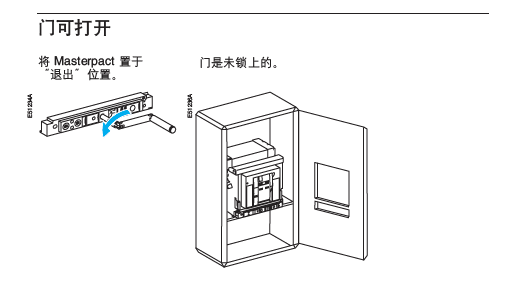 门可打开
将 Masterpact 置于
“退出” 位置。
门是未锁上的。
E51234A
E51236A